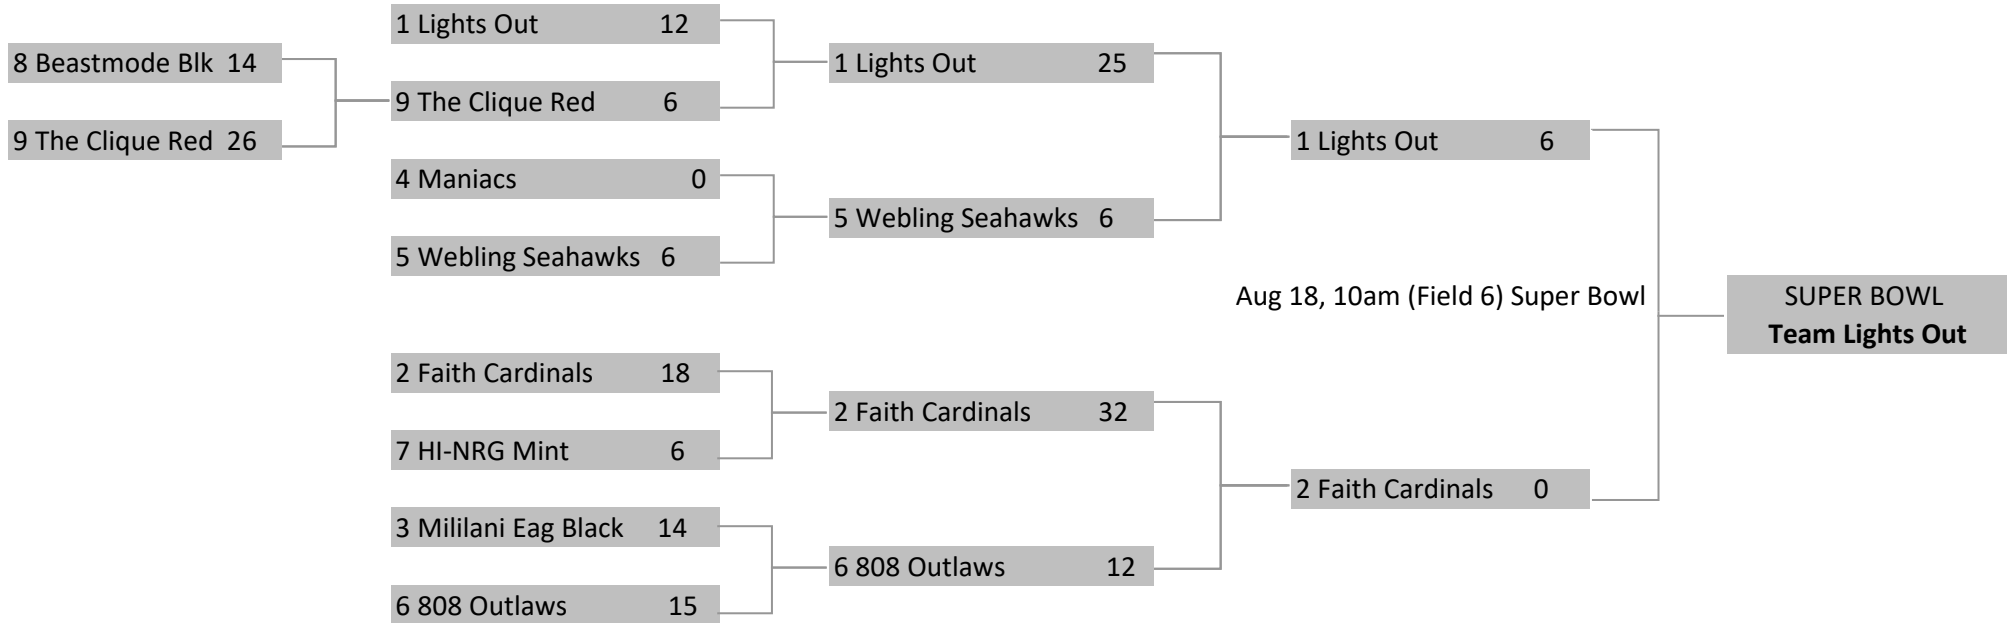 8 Beastmode Blk 14
9 The Clique Red 26
1 Lights Out 12
9 The Clique Red 6
4 Maniacs 0
5 Webling Seahawks 6
2 Faith Cardinals 18
7 HI-NRG Mint 6
3 Mililani Eag Black 14
6 808 Outlaws 15
1 Lights Out 25
5 Webling Seahawks 6
2 Faith Cardinals 32
6 808 Outlaws 12
1 Lights Out 6
Aug 18, 10am (Field 6) Super Bowl
2 Faith Cardinals 0
SUPER BOWL
Team Lights Out